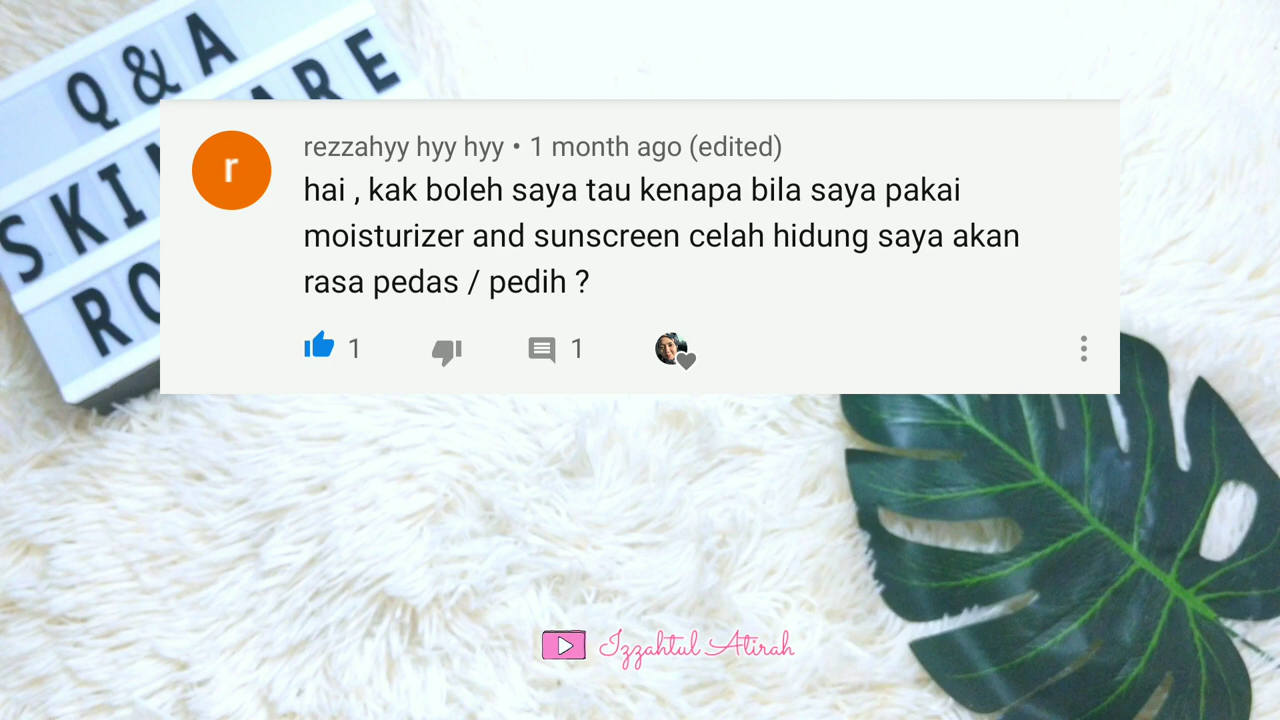 Q&A
SKIN
ARE
RO
r
rezzahyy hyy hyy • 1 month ago (edited)
hai , kak boleh saya tau kenapa bila saya pakai
moisturizer and sunscreen celah hidung saya akan
rasa pedas / pedih ?
1
1
Izzahtul Atirah